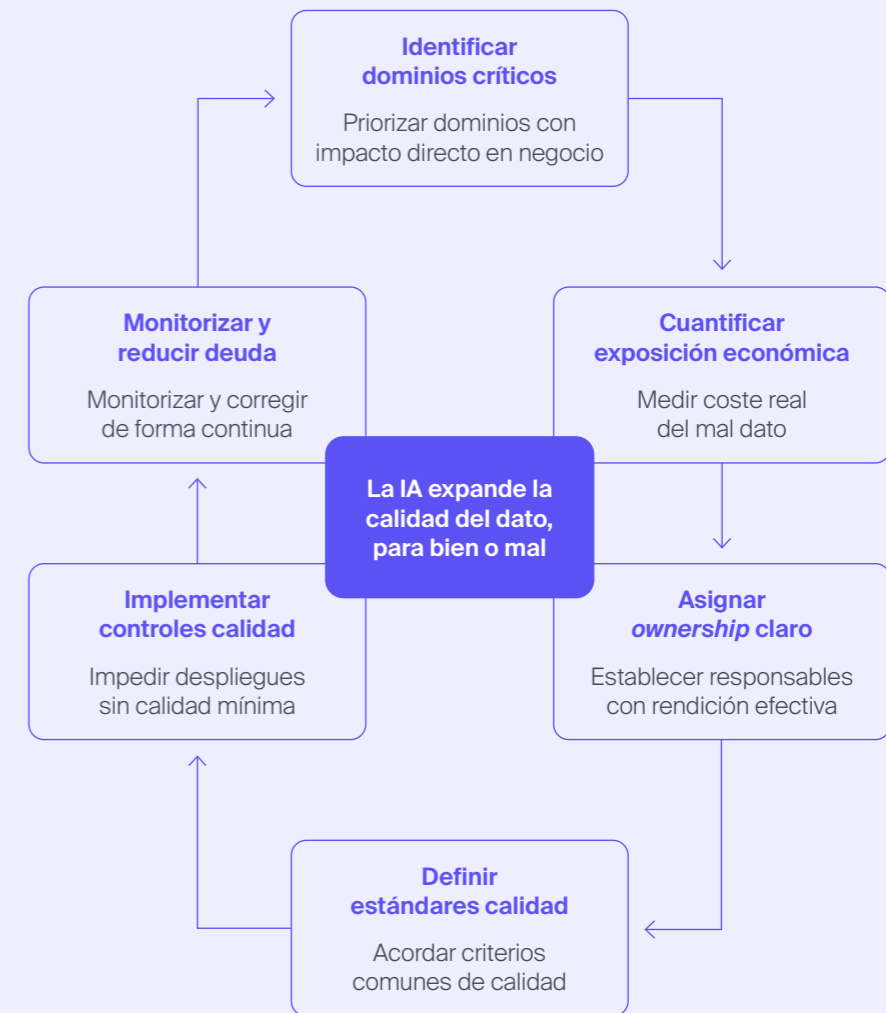 Identificar
dominios críticos
Priorizar dominios con
impacto directo en negocio
Cuantificar
exposición económica
Medir coste real
del mal dato
Asignar
ownership claro
Establecer responsables
con rendición efectiva
Definir
estándares calidad
Acordar criterios
comunes de calidad
Implementar
controles calidad
Impedir despliegues
sin calidad mínima
Monitorizar y
reducir deuda
Monitorizar y corregir
de forma continua
La IA expande la
calidad del dato,
para bien o mal